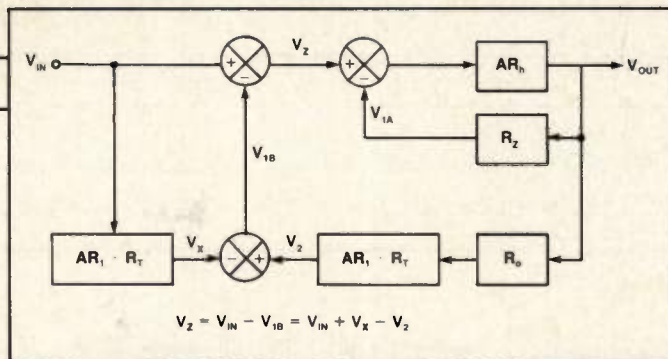 V_IN
+
−
V_Z
+
−
AR_h
V_OUT
V_1A
R_Z
V_1B
AR_1 · R_T
V_X
−
+
V_2
AR_1 · R_T
R_o
V_Z = V_IN − V_1B = V_IN + V_X − V_2